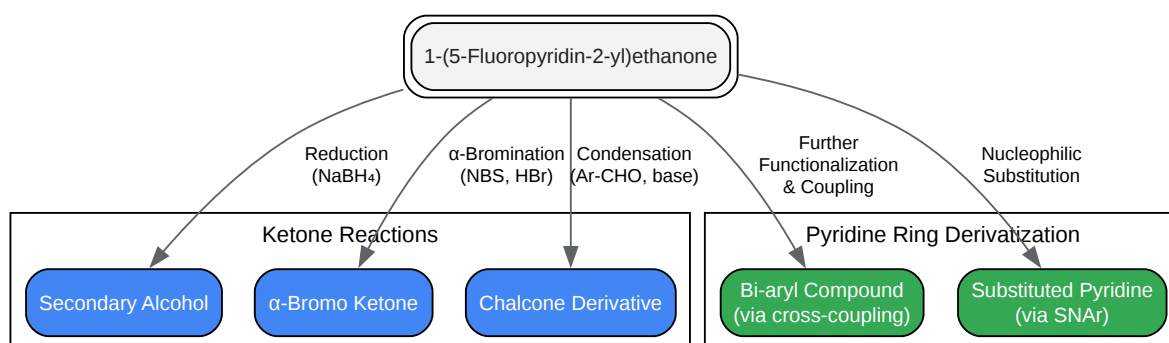 1-(5-Fluoropyridin-2-yl)ethanone
Reduction
(NaBH₄)
α-Bromination
(NBS, HBr)
Condensation
(Ar-CHO, base)
Further
Functionalization
& Coupling
Nucleophilic
Substitution
Ketone Reactions
Pyridine Ring Derivatization
Secondary Alcohol
α-Bromo Ketone
Chalcone Derivative
Bi-aryl Compound
(via cross-coupling)
Substituted Pyridine
(via SNAr)